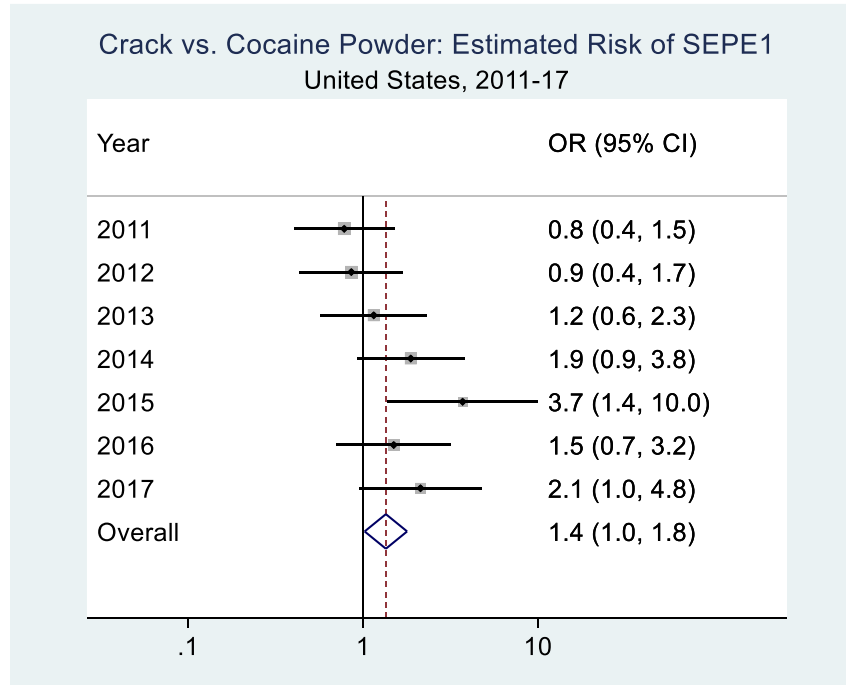 Crack vs. Cocaine Powder: Estimated Risk of SEPE1
United States, 2011-17
Year OR (95% CI)
2011 0.8 (0.4, 1.5)
2012 0.9 (0.4, 1.7)
2013 1.2 (0.6, 2.3)
2014 1.9 (0.9, 3.8)
2015 3.7 (1.4, 10.0)
2016 1.5 (0.7, 3.2)
2017 2.1 (1.0, 4.8)
Overall 1.4 (1.0, 1.8)
.1 1 10